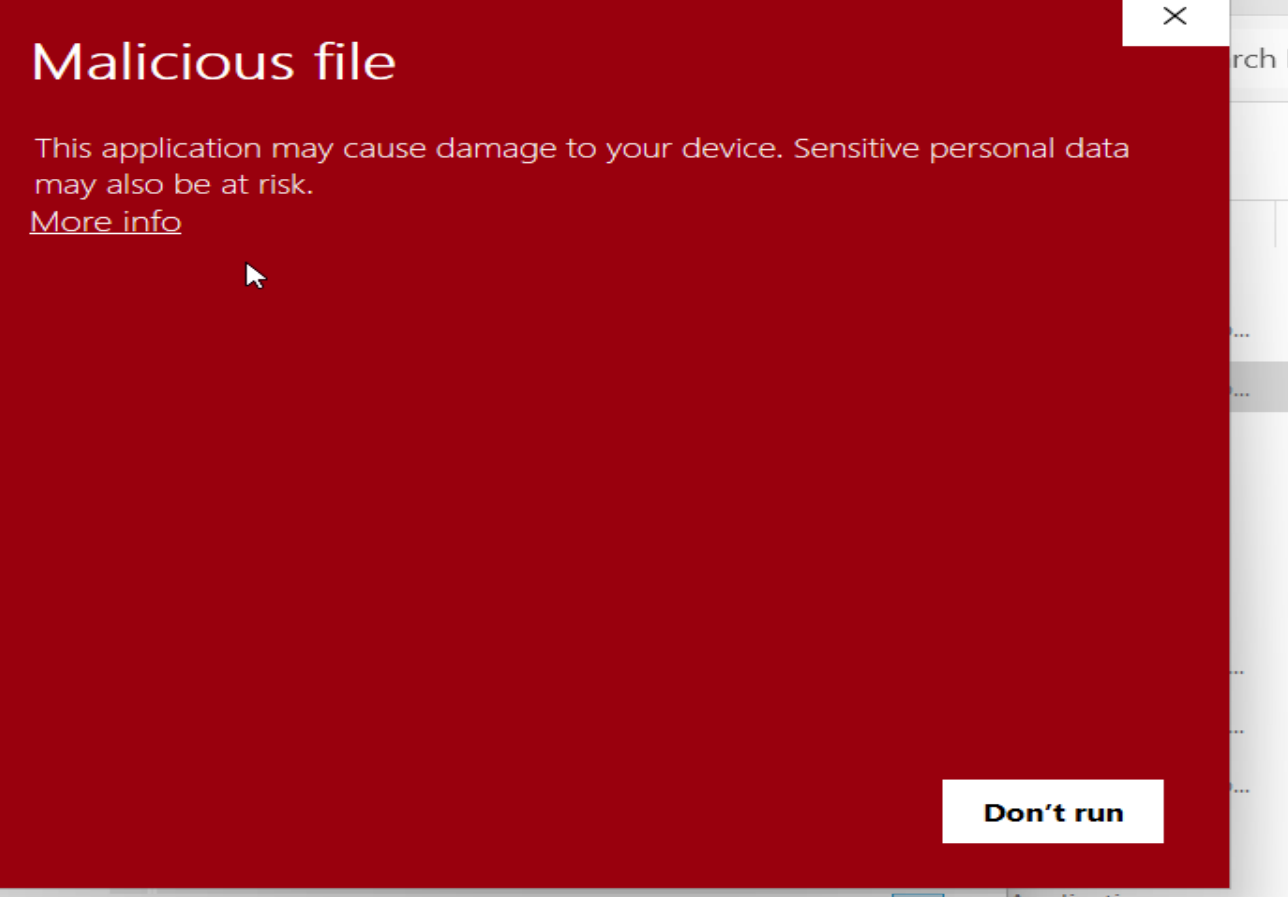 Malicious file
This application may cause damage to your device. Sensitive personal data
may also be at risk.
More info
Don’t run